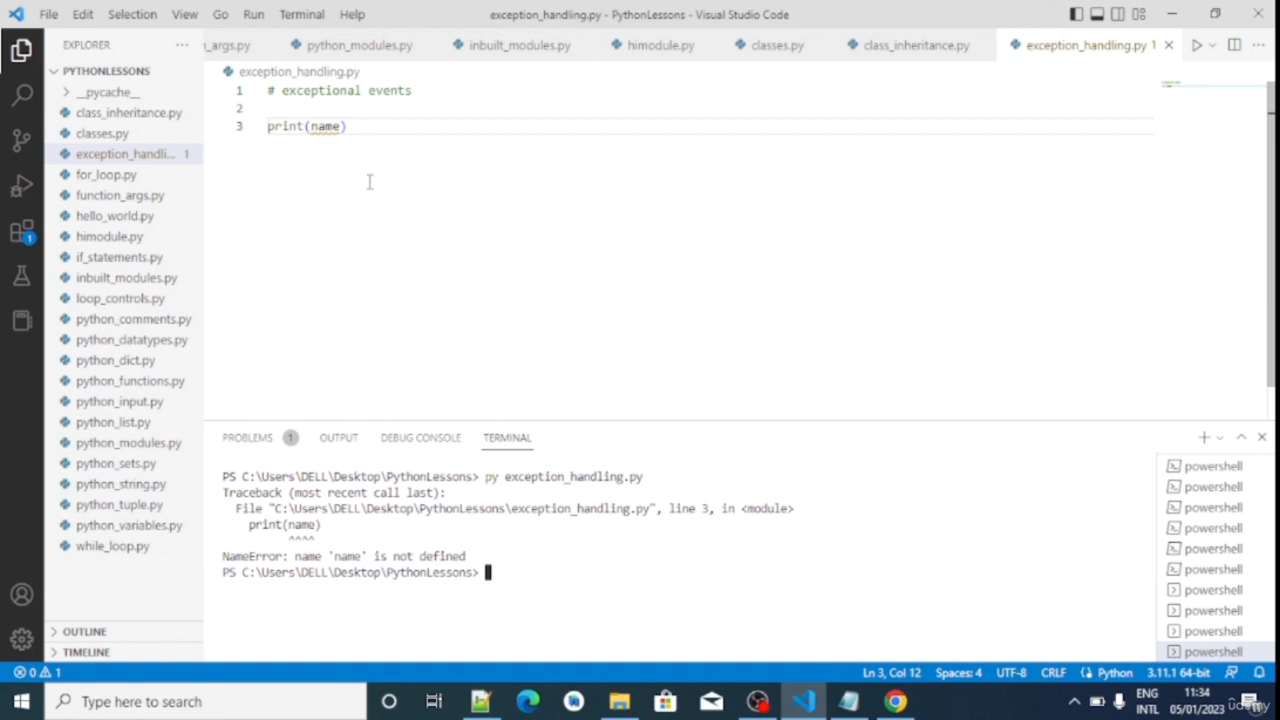 File Edit Selection View Go Run Terminal Help
exception_handling.py - PythonLessons - Visual Studio Code
EXPLORER
n_args.py python_modules.py inbuilt_modules.py himodule.py classes.py class_inheritance.py exception_handling.py 1
PYTHONLESSONS
__pycache__
class_inheritance.py
classes.py
exception_handli... 1
for_loop.py
function_args.py
hello_world.py
himodule.py
if_statements.py
inbuilt_modules.py
loop_controls.py
python_comments.py
python_datatypes.py
python_dict.py
python_functions.py
python_input.py
python_list.py
python_modules.py
python_sets.py
python_string.py
python_tuple.py
python_variables.py
while_loop.py
OUTLINE
TIMELINE
1
exception_handling.py
1 # exceptional events
2
3 print(name)
PROBLEMS 1 OUTPUT DEBUG CONSOLE TERMINAL
PS C:\Users\DELL\Desktop\PythonLessons> py exception_handling.py
Traceback (most recent call last):
File "C:\Users\DELL\Desktop\PythonLessons\exception_handling.py", line 3, in <module>
print(name)
^^^^
NameError: name 'name' is not defined
PS C:\Users\DELL\Desktop\PythonLessons>
powershell
powershell
powershell
powershell
powershell
powershell
powershell
powershell
powershell
powershell
0 1 Ln 3, Col 12 Spaces: 4 UTF-8 CRLF Python 3.11.1 64-bit
Type here to search
ENG
INTL
11:34
05/01/2023
udemy